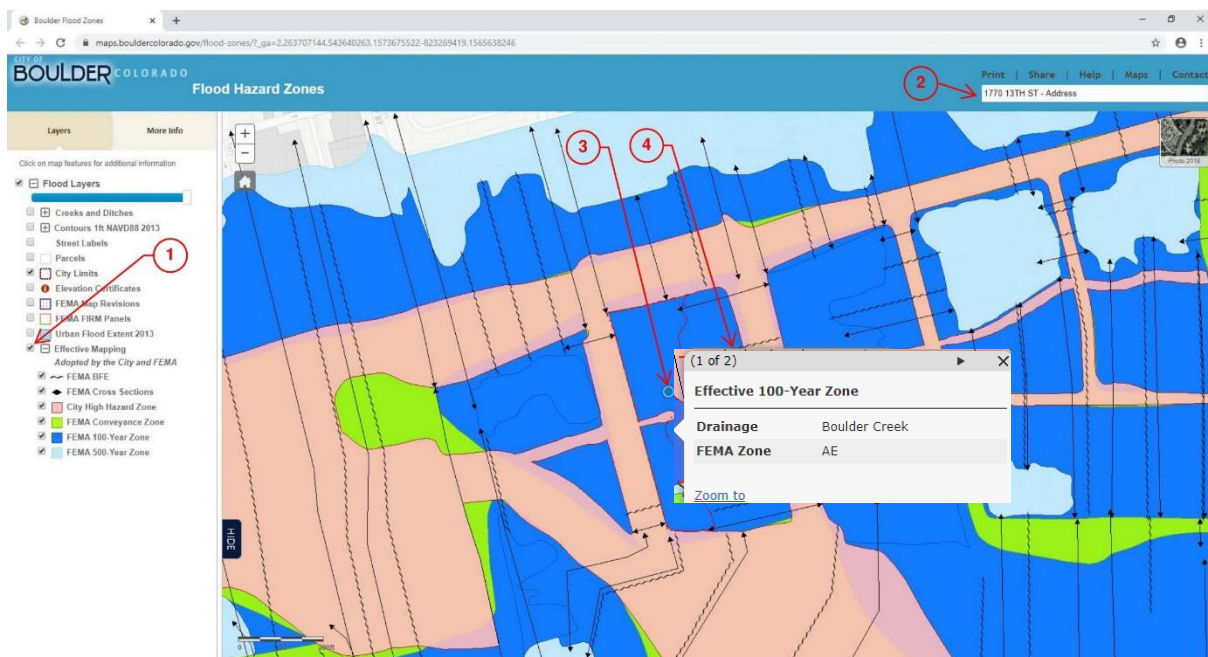 Boulder Flood Zones
maps.bouldercolorado.gov/flood-zones/?_ga=2.263707144.543640263.1573675522-823269419.1565638246
CITY OF
BOULDER COLORADO
Flood Hazard Zones
Print | Share | Help | Maps | Contact
2
1770 13TH ST - Address
Layers More Info
Click on map features for additional information
Flood Layers
Creeks and Ditches
Contours 1ft NAVD88 2013
Street Labels
Parcels
1
City Limits
Elevation Certificates
FEMA Map Revisions
FEMA FIRM Panels
Urban Flood Extent 2013
Effective Mapping
Adopted by the City and FEMA
FEMA BFE
FEMA Cross Sections
City High Hazard Zone
FEMA Conveyance Zone
FEMA 100-Year Zone
FEMA 500-Year Zone
HIDE
+
−
3
4
Photo 2018
(1 of 2)
Effective 100-Year Zone
Drainage Boulder Creek
FEMA Zone AE
Zoom to